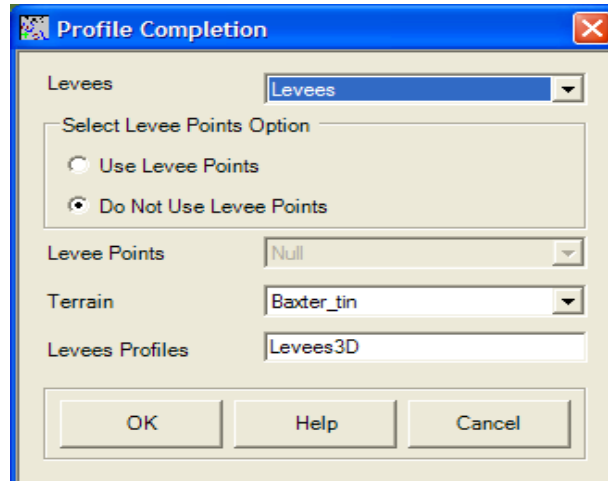 Profile Completion
Levees Levees
Select Levee Points Option
Use Levee Points
Do Not Use Levee Points
Levee Points Null
Terrain Baxter_tin
Levees Profiles Levees3D
OK Help Cancel